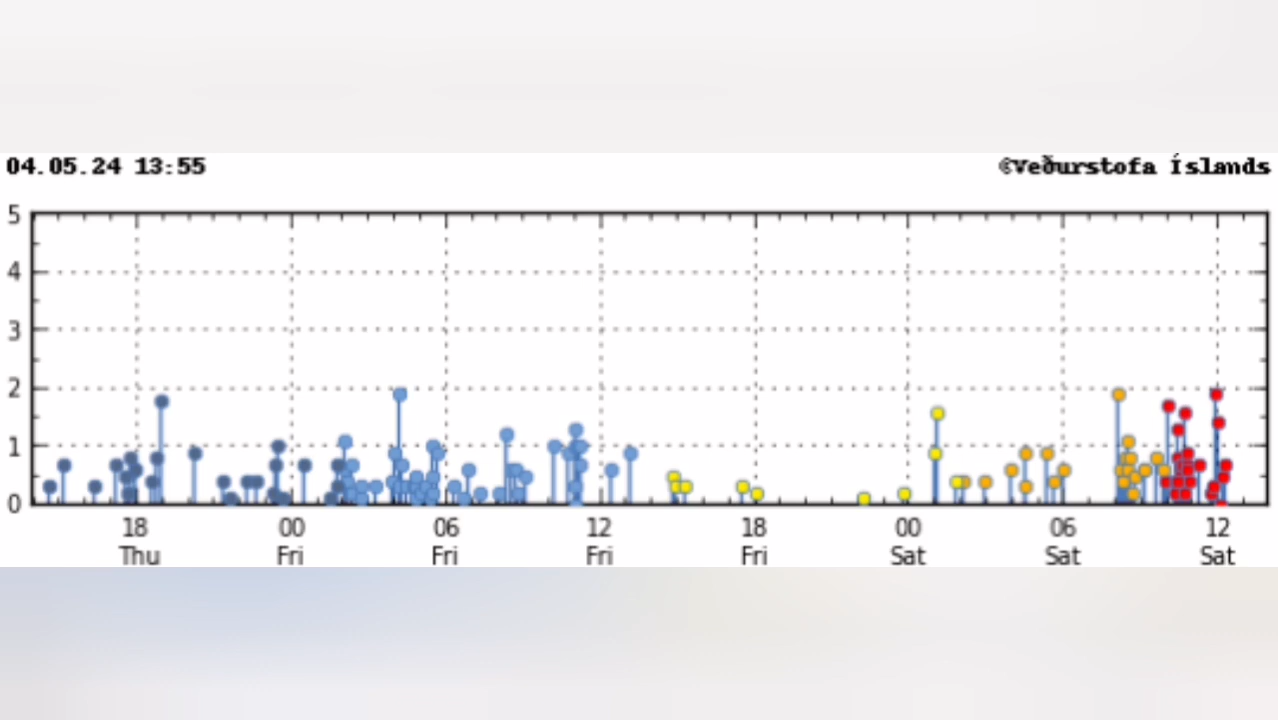 04.05.24 13:55
©Veðurstofa Íslands
5
4
3
2
1
0
18 00 06 12 18 00 06 12
Thu Fri Fri Fri Fri Sat Sat Sat